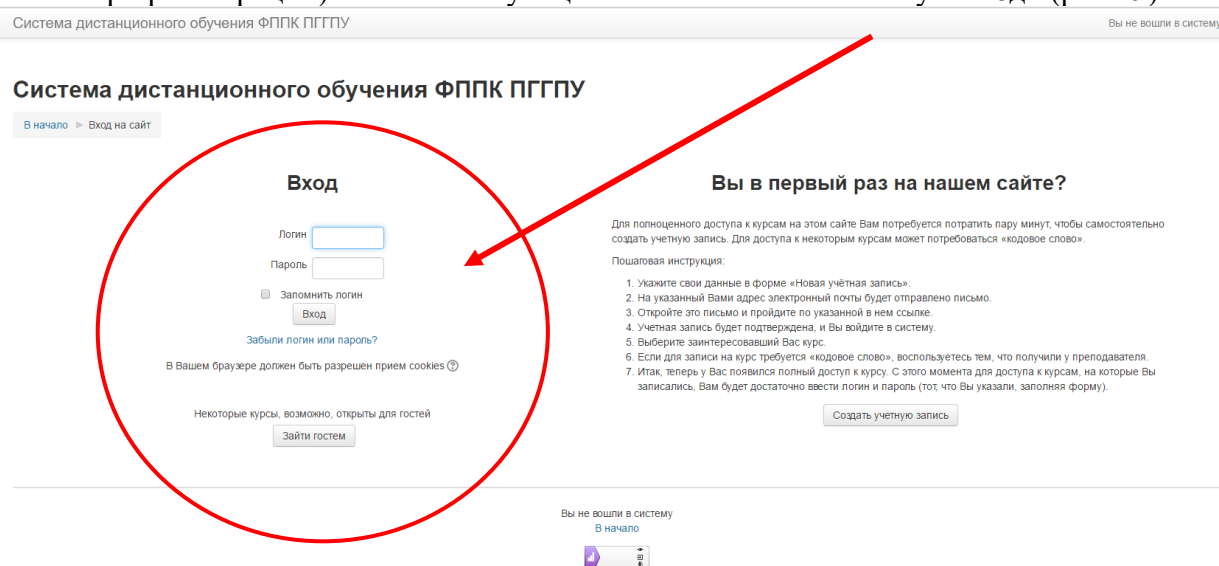 Система дистанционного обучения ФППК ПГГПУ
Вы не вошли в систему
Система дистанционного обучения ФППК ПГГПУ
В начало ► Вход на сайт
Вход
Логин
Пароль
Запомнить логин
Вход
Забыли логин или пароль?
В Вашем браузере должен быть разрешен прием cookies
Некоторые курсы, возможно, открыты для гостей
Зайти гостем
Вы в первый раз на нашем сайте?
Для полноценного доступа к курсам на этом сайте Вам потребуется потратить пару минут, чтобы самостоятельно
создать учетную запись. Для доступа к некоторым курсам может потребоваться «кодовое слово».
Пошаговая инструкция:
1. Укажите свои данные в форме «Новая учётная запись».
2. На указанный Вами адрес электронный почты будет отправлено письмо.
3. Откройте это письмо и пройдите по указанной в нем ссылке.
4. Учетная запись будет подтверждена, и Вы войдите в систему.
5. Выберите заинтересовавший Вас курс.
6. Если для записи на курс требуется «кодовое слово», воспользуетесь тем, что получили у преподавателя.
7. Итак, теперь у Вас появился полный доступ к курсу. С этого момента для доступа к курсам, на которые Вы
записались, Вам будет достаточно ввести логин и пароль (тот, что Вы указали, заполняя форму).
Создать учетную запись
Вы не вошли в систему
В начало